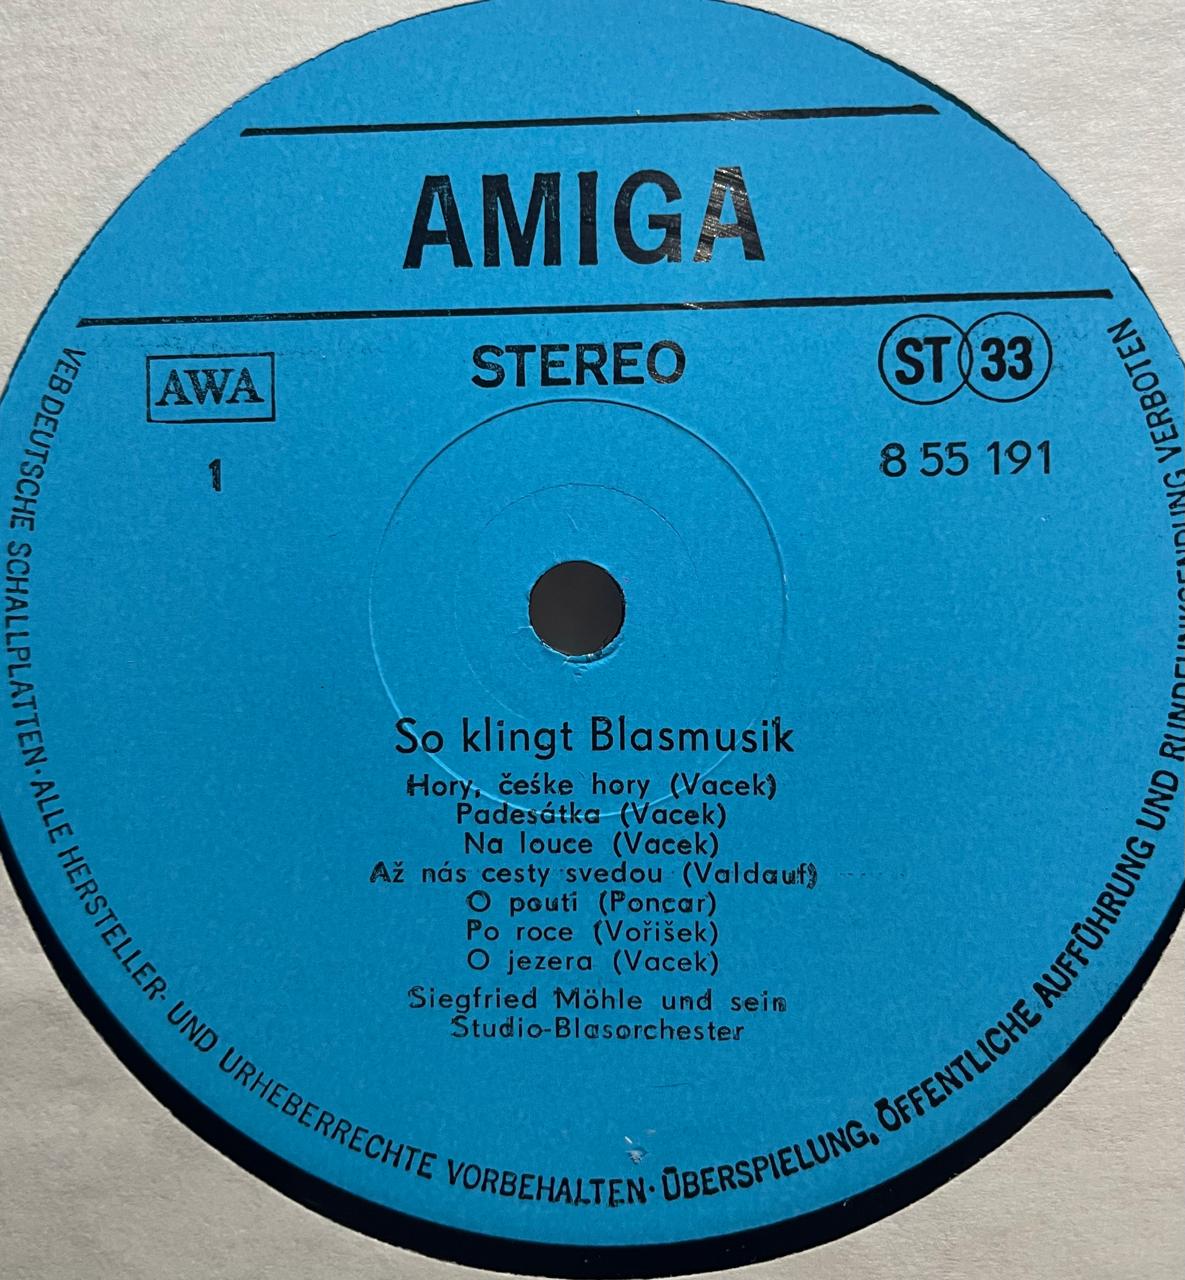 AMIGA
AWA
STEREO
ST 33
1
8 55 191
So klingt Blasmusik
Hory, češke hory (Vacek)
Padesátka (Vacek)
Na louce (Vacek)
Až nás cesty svedou (Valdauf)
O pouti (Poncar)
Po roce (Voříšek)
O jezera (Vacek)
Siegfried Möhle und sein
Studio-Blasorchester
VEB DEUTSCHE SCHALLPLATTEN · ALLE HERSTELLER- UND URHEBERRECHTE VORBEHALTEN · ÜBERSPIELUNG, ÖFFENTLICHE AUFFÜHRUNG UND RUNDFUNKSENDUNG VERBOTEN